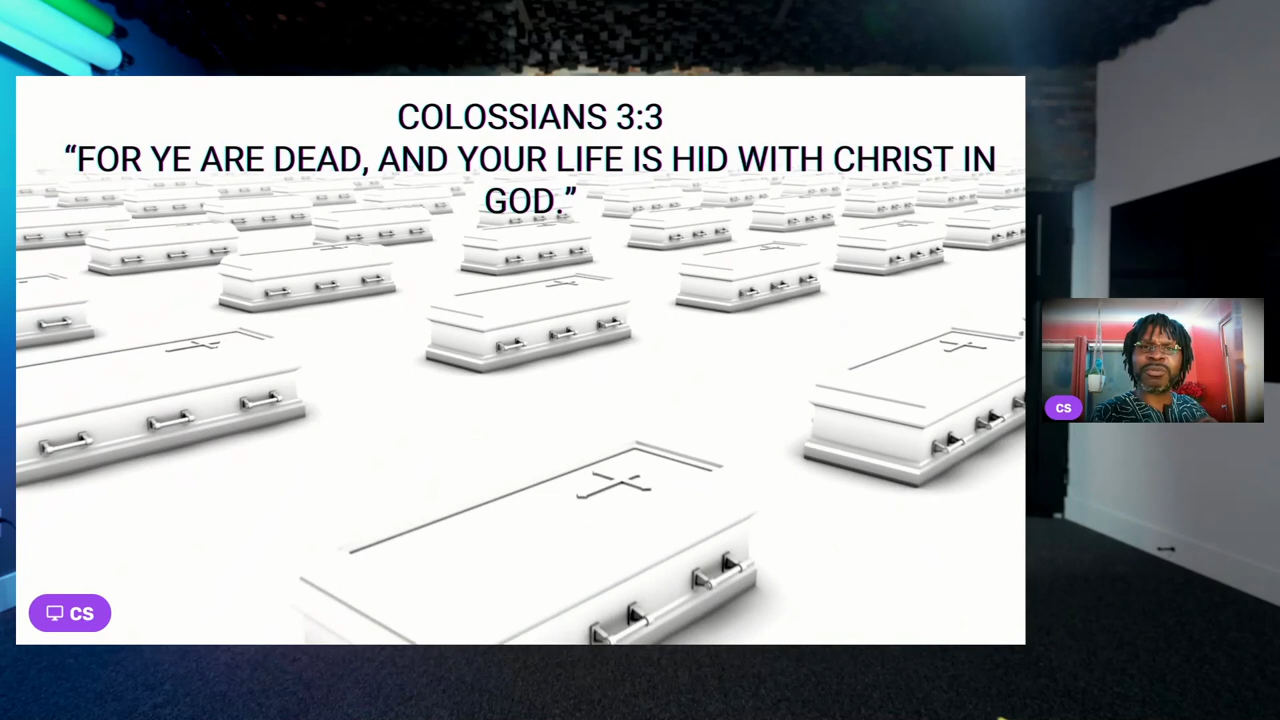 COLOSSIANS 3:3
“FOR YE ARE DEAD, AND YOUR LIFE IS HID WITH CHRIST IN
GOD.”
CS
CS